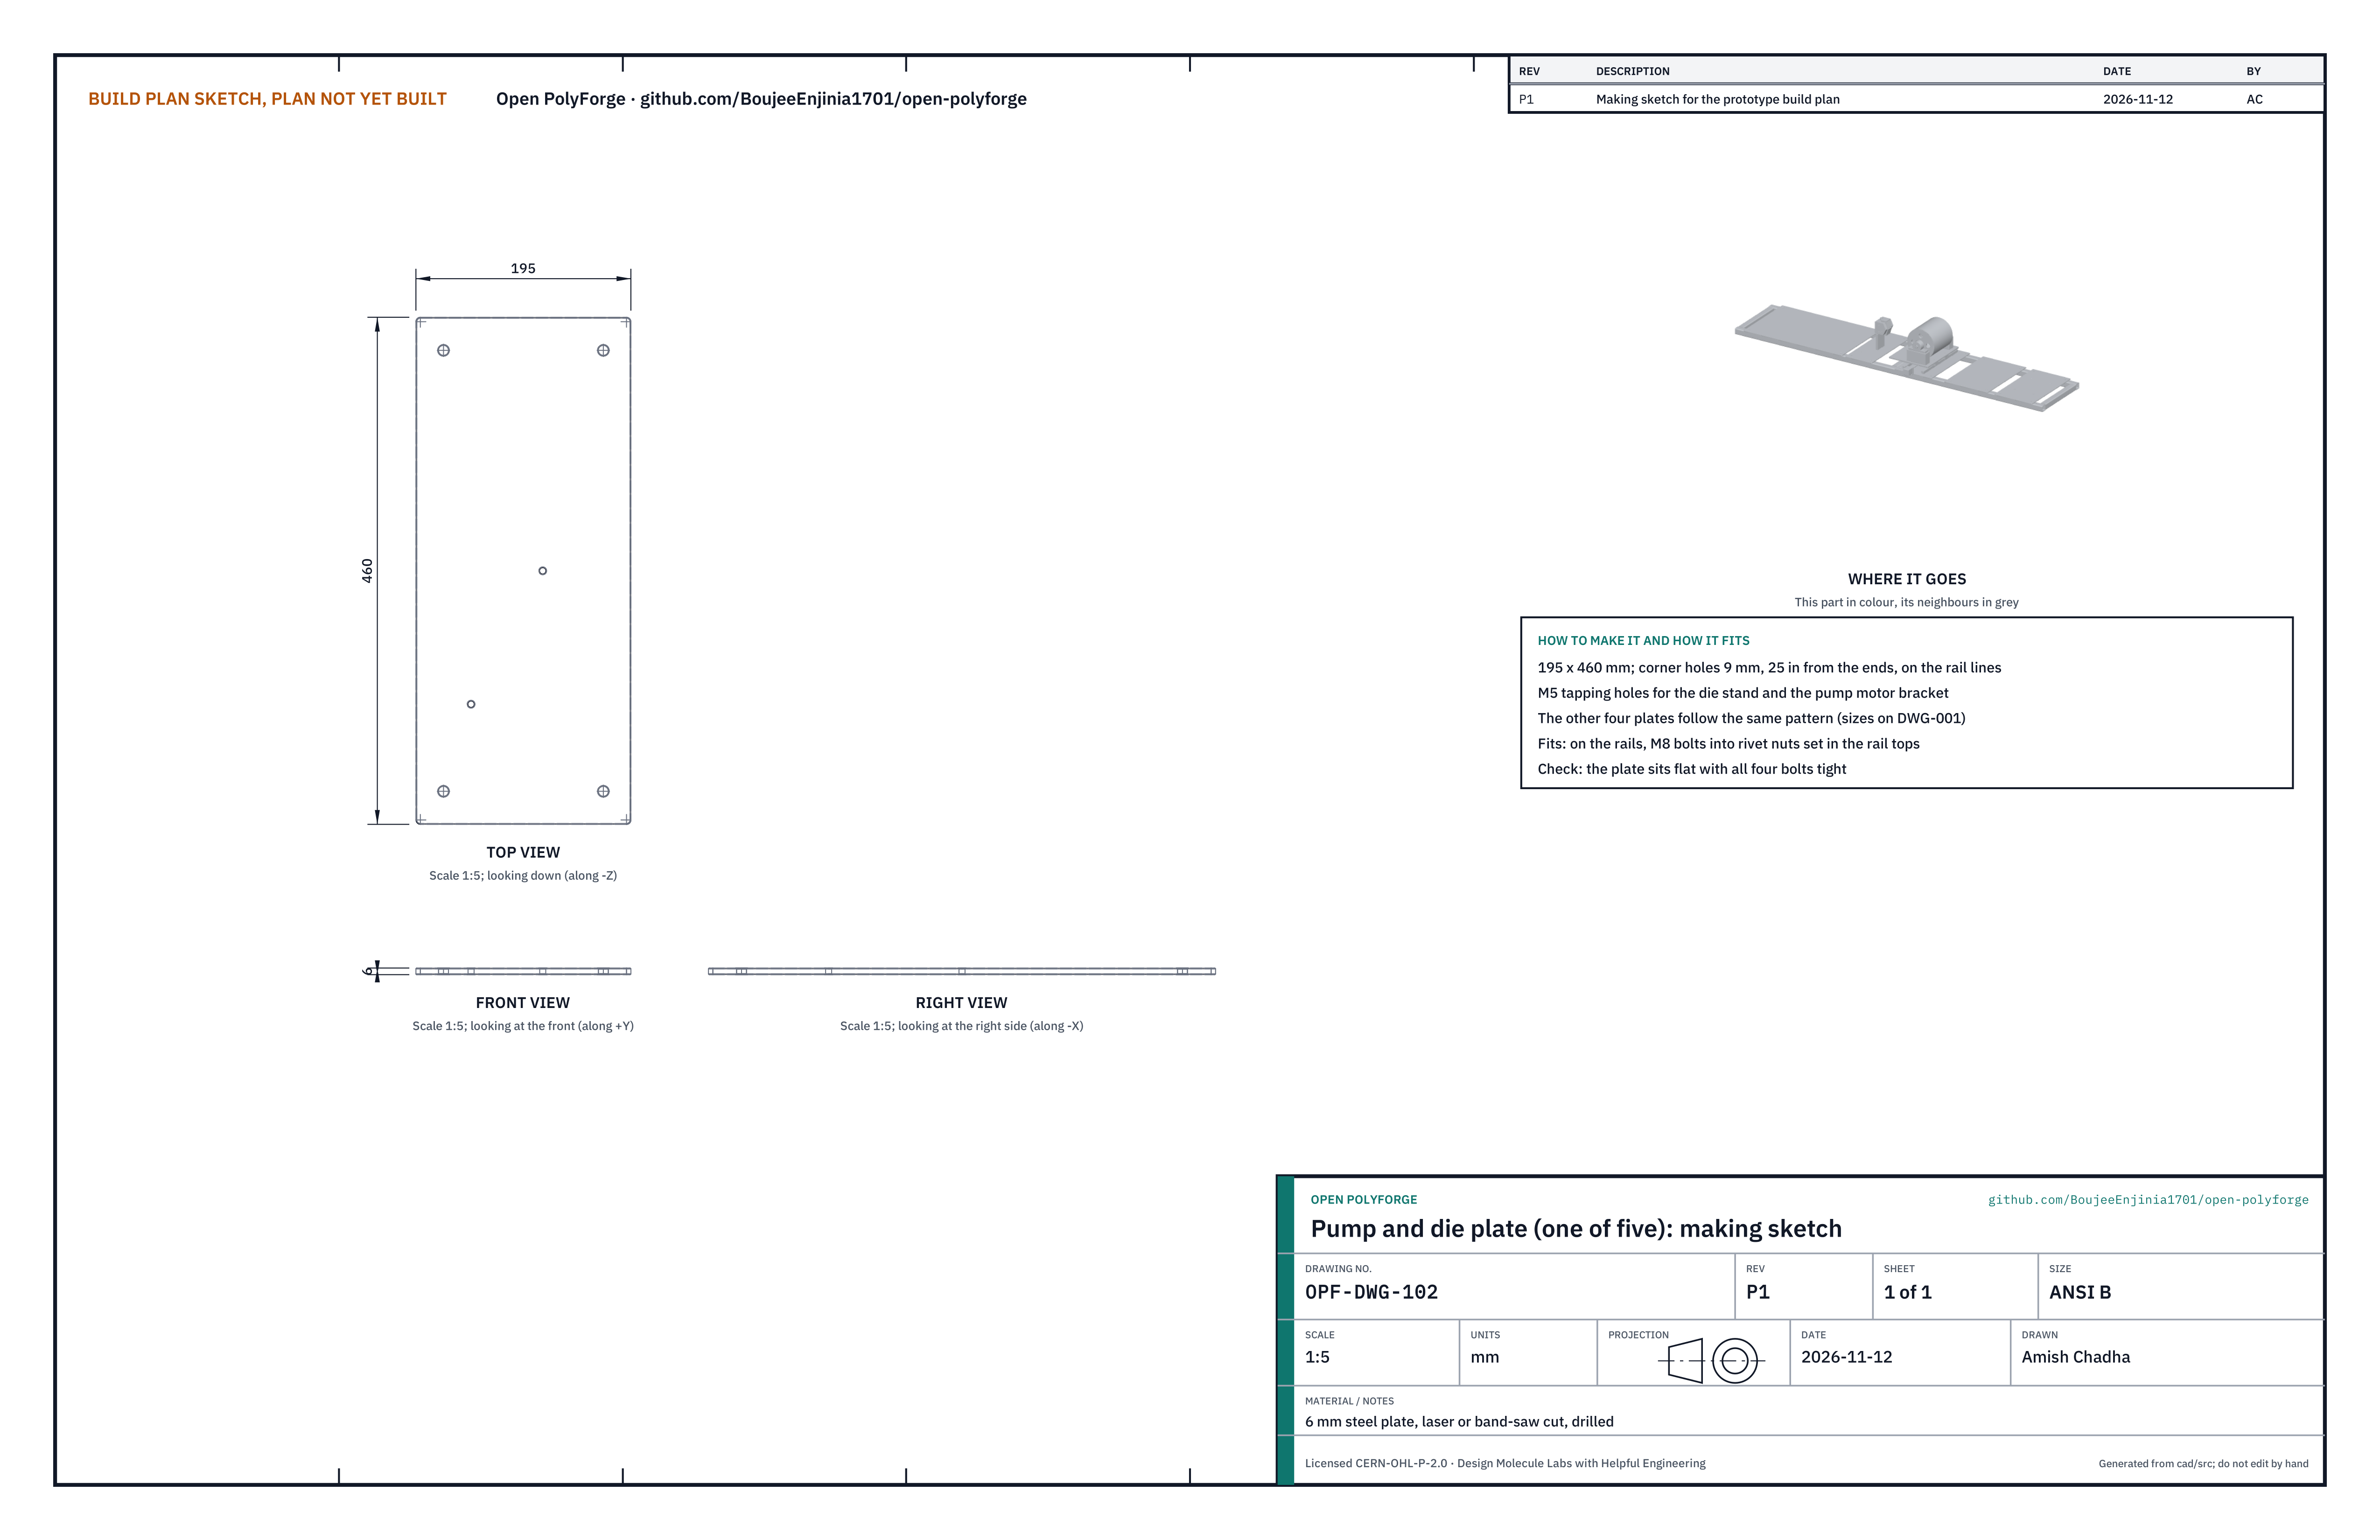 BUILD PLAN SKETCH, PLAN NOT YET BUILT
Open PolyForge · github.com/BoujeeEnjinia1701/open-polyforge
REV DESCRIPTION DATE BY
P1 Making sketch for the prototype build plan 2026-11-12 AC
195
460
TOP VIEW
Scale 1:5; looking down (along -Z)
6
FRONT VIEW
Scale 1:5; looking at the front (along +Y)
RIGHT VIEW
Scale 1:5; looking at the right side (along -X)
WHERE IT GOES
This part in colour, its neighbours in grey
HOW TO MAKE IT AND HOW IT FITS
195 x 460 mm; corner holes 9 mm, 25 in from the ends, on the rail lines
M5 tapping holes for the die stand and the pump motor bracket
The other four plates follow the same pattern (sizes on DWG-001)
Fits: on the rails, M8 bolts into rivet nuts set in the rail tops
Check: the plate sits flat with all four bolts tight
OPEN POLYFORGE github.com/BoujeeEnjinia1701/open-polyforge
Pump and die plate (one of five): making sketch
DRAWING NO. REV SHEET SIZE
OPF-DWG-102 P1 1 of 1 ANSI B
SCALE UNITS PROJECTION DATE DRAWN
1:5 mm 2026-11-12 Amish Chadha
MATERIAL / NOTES
6 mm steel plate, laser or band-saw cut, drilled
Licensed CERN-OHL-P-2.0 · Design Molecule Labs with Helpful Engineering Generated from cad/src; do not edit by hand